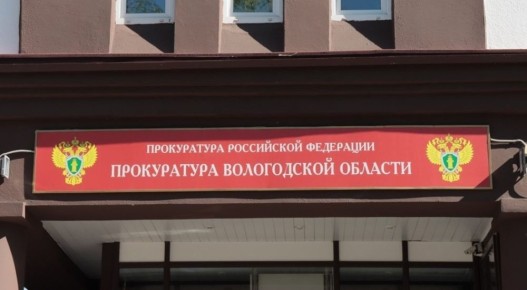 ПРОКУРАТУРА РОССИЙСКОЙ ФЕДЕРАЦИИ
ПРОКУРАТУРА ВОЛОГОДСКОЙ ОБЛАСТИ